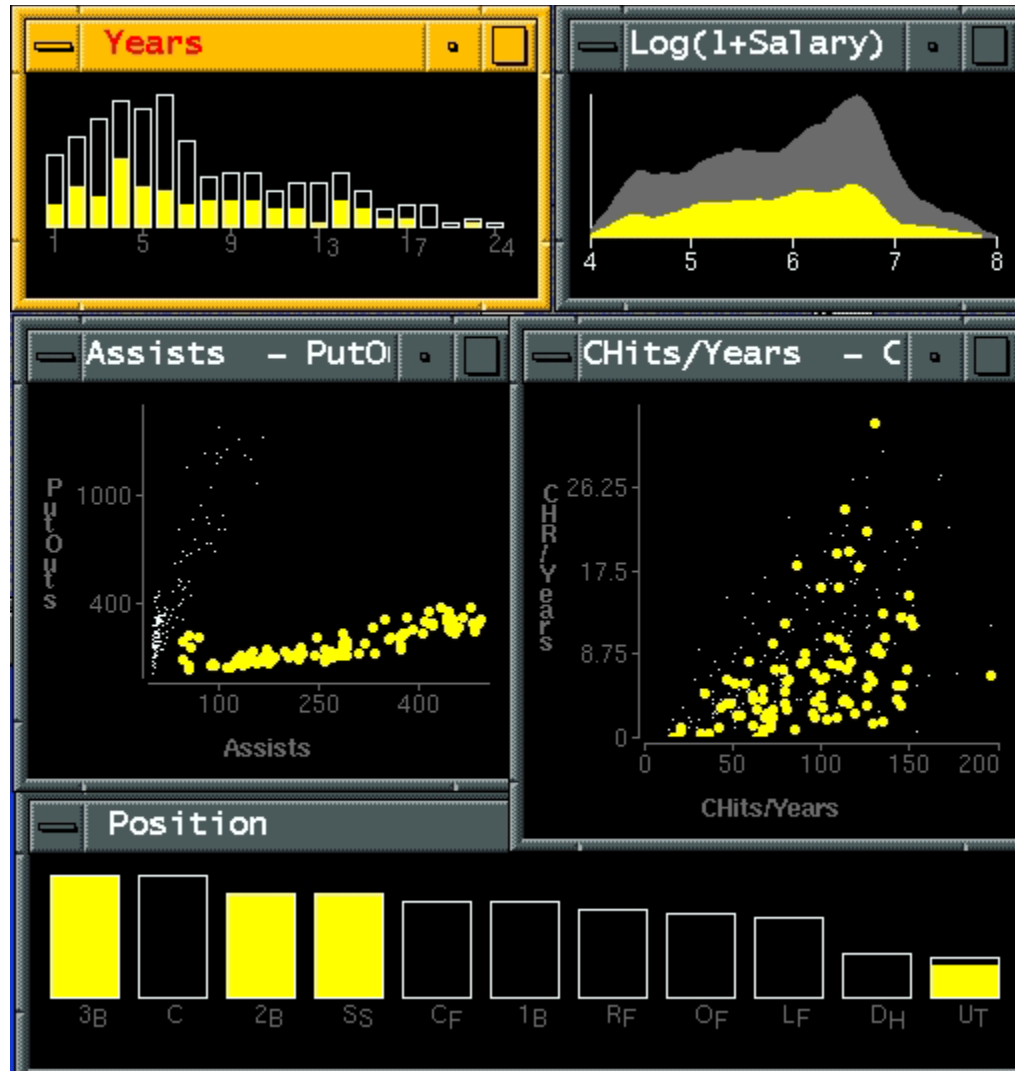 Years
1 5 9 13 17 24
Log(1+Salary)
4 5 6 7 8
Assists – PutO
PutOuts
1000
400
100 250 400
Assists
CHits/Years – C
CHR/Years
26.25
17.5
8.75
0
0 50 100 150 200
CHits/Years
Position
3B C 2B SS CF 1B RF OF LF DH UT